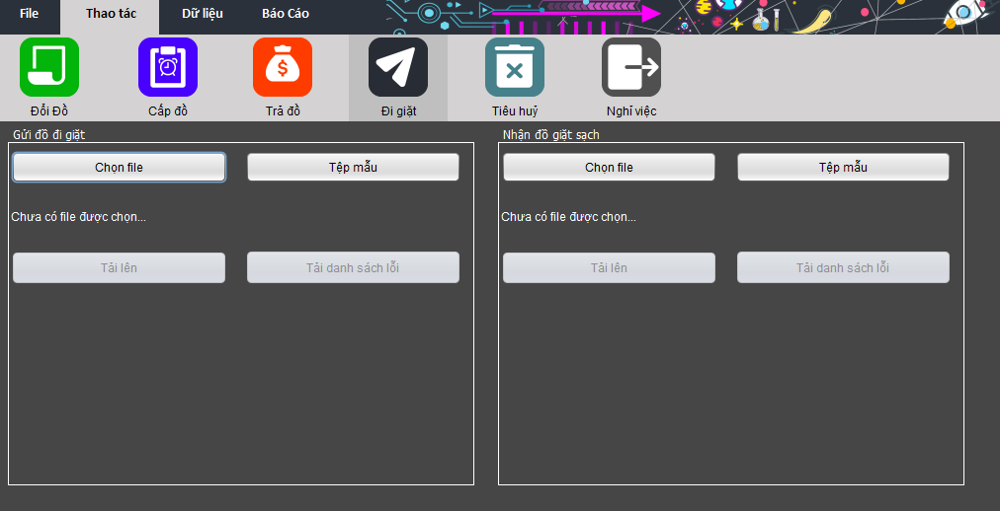 File Thao tác Dữ liệu Báo Cáo
Đổi Đồ Cấp đồ Trả đồ Đi giặt Tiêu huỷ Nghỉ việc
Gửi đồ đi giặt
Chọn file Tệp mẫu
Chưa có file được chọn...
Tải lên Tải danh sách lỗi
Nhận đồ giặt sạch
Chọn file Tệp mẫu
Chưa có file được chọn...
Tải lên Tải danh sách lỗi